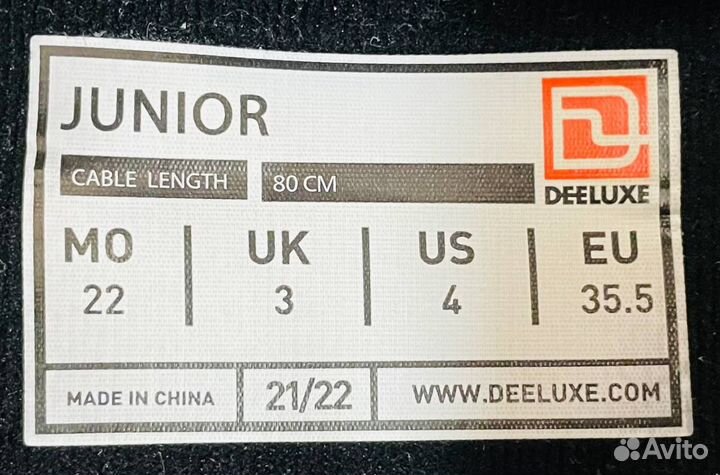 JUNIOR
CABLE LENGTH 80 CM
DEELUXE
MO UK US EU
22 3 4 35.5
MADE IN CHINA 21/22 WWW.DEELUXE.COM
Avito